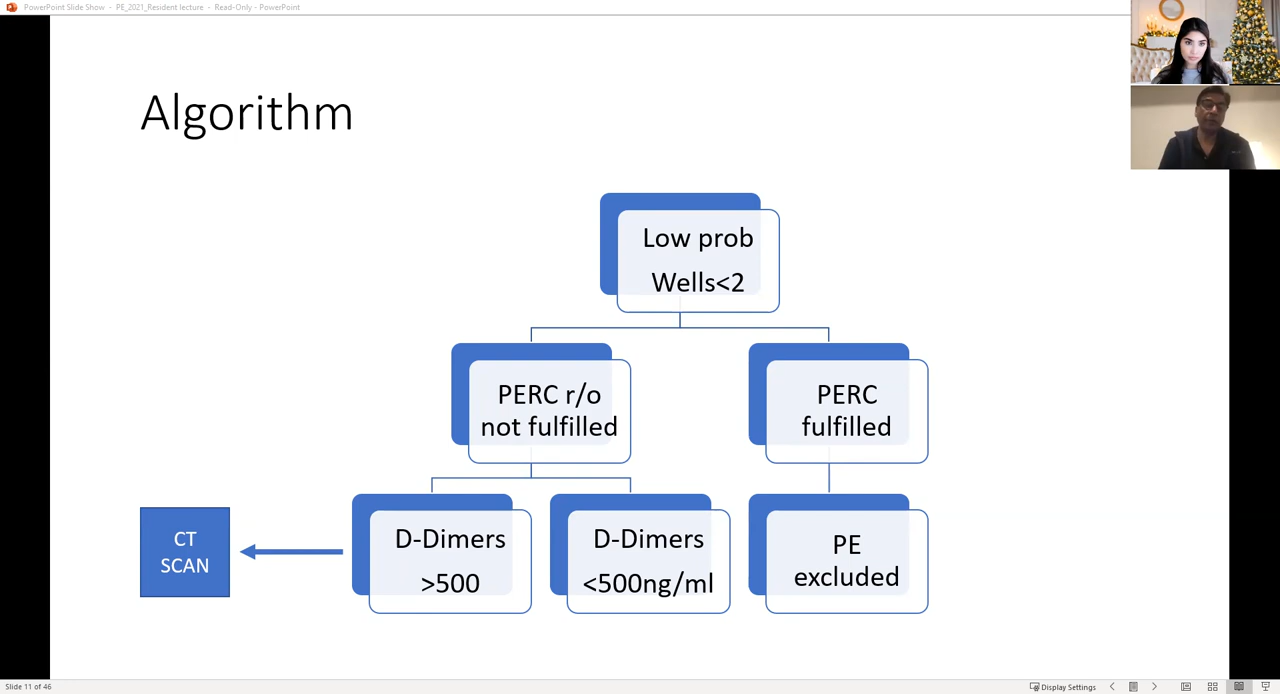 PowerPoint Slide Show - PE_2021_Resident lecture - Read-Only - PowerPoint
Algorithm
Low prob
Wells<2
PERC r/o
not fulfilled
PERC
fulfilled
CT
SCAN
D-Dimers
>500
D-Dimers
<500ng/ml
PE
excluded
Slide 11 of 46
Display Settings